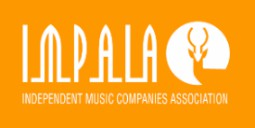 IMPALA
INDEPENDENT MUSIC COMPANIES ASSOCIATION